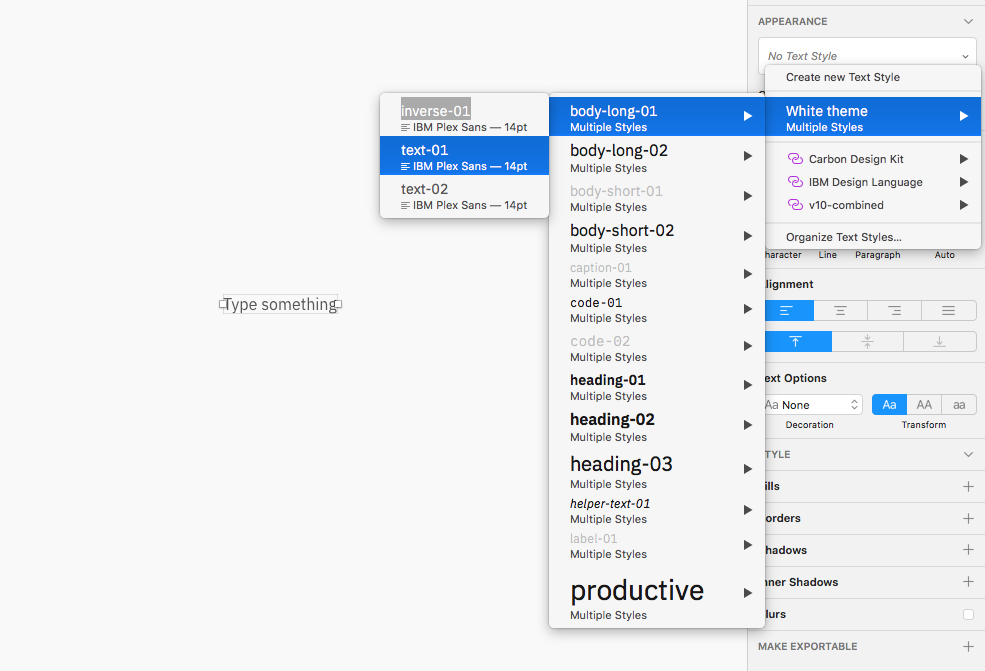 Type something
inverse-01
IBM Plex Sans — 14pt
text-01
IBM Plex Sans — 14pt
text-02
IBM Plex Sans — 14pt
body-long-01
Multiple Styles
body-long-02
Multiple Styles
body-short-01
Multiple Styles
body-short-02
Multiple Styles
caption-01
Multiple Styles
code-01
Multiple Styles
code-02
Multiple Styles
heading-01
Multiple Styles
heading-02
Multiple Styles
heading-03
Multiple Styles
helper-text-01
Multiple Styles
label-01
Multiple Styles
productive
Multiple Styles
APPEARANCE
No Text Style
Create new Text Style
White theme
Multiple Styles
Carbon Design Kit
IBM Design Language
v10-combined
Organize Text Styles...
haracter Line Paragraph Auto
lignment
ext Options
Aa None Aa AA aa
Decoration Transform
TYLE
ills
orders
hadows
nner Shadows
lurs
MAKE EXPORTABLE